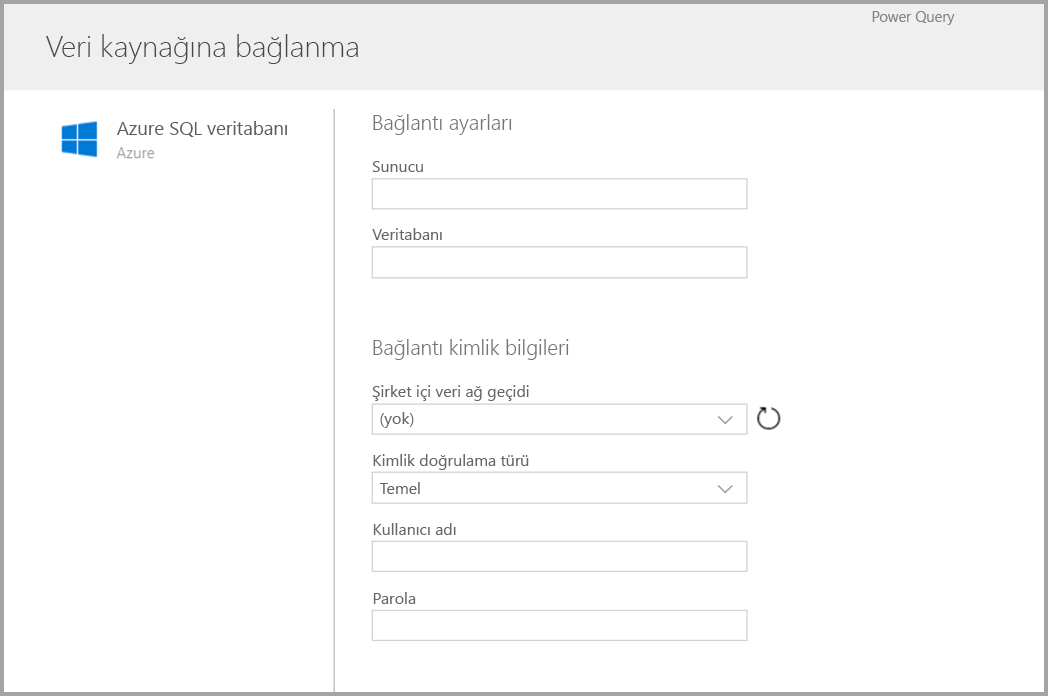 Power Query
Veri kaynağına bağlanma
Azure SQL veritabanı
Azure
Bağlantı ayarları
Sunucu
Veritabanı
Bağlantı kimlik bilgileri
Şirket içi veri ağ geçidi
(yok)
Kimlik doğrulama türü
Temel
Kullanıcı adı
Parola